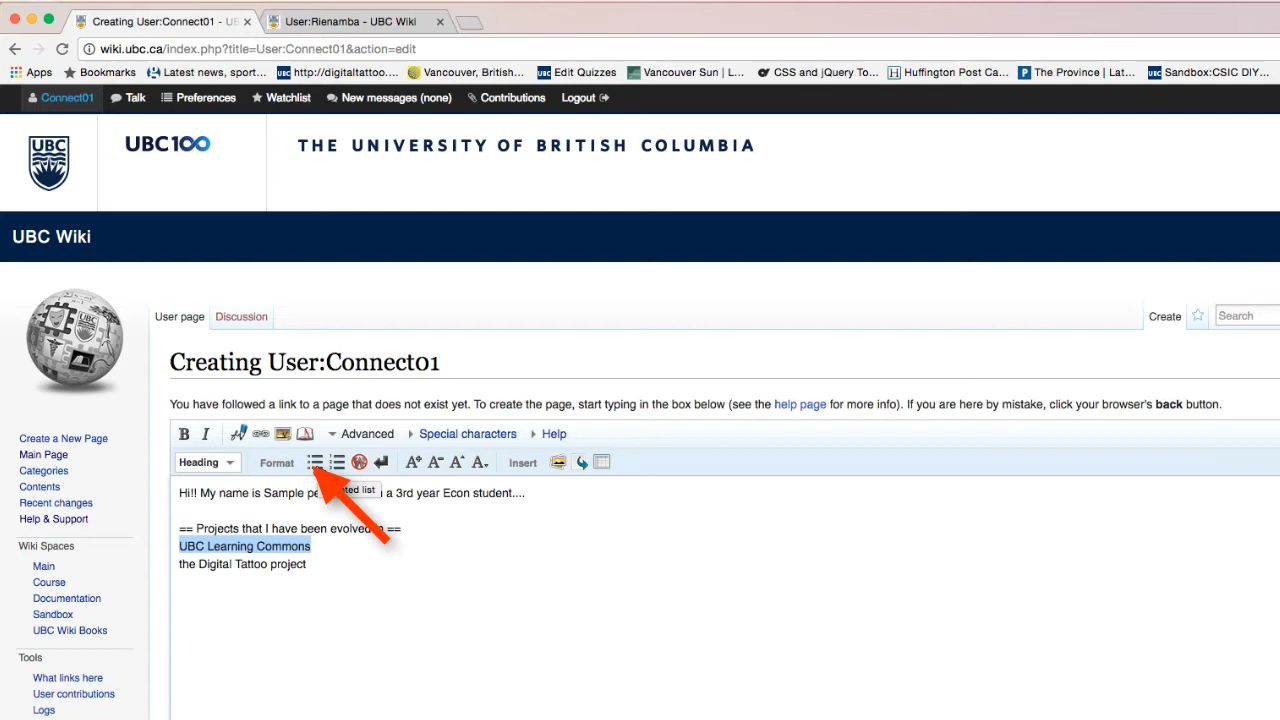 Creating User:Connect01 - UB
User:Rienamba - UBC Wiki
wiki.ubc.ca/index.php?title=User:Connect01&action=edit
Apps Bookmarks Latest news, sport... UBC http://digitaltattoo.... Vancouver, British... UBC Edit Quizzes Vancouver Sun | L... CSS and jQuery To... H Huffington Post Ca... P The Province | Lat... UBC Sandbox:CSIC DIY...
Connect01 Talk Preferences Watchlist New messages (none) Contributions Logout
UBC UBC100 THE UNIVERSITY OF BRITISH COLUMBIA
UBC Wiki
UBC
User page Discussion Create Search
Creating User:Connect01
You have followed a link to a page that does not exist yet. To create the page, start typing in the box below (see the help page for more info). If you are here by mistake, click your browser's back button.
B I Advanced Special characters Help
Heading Format A A A A Insert
list
Hi!! My name is Sample a 3rd year Econ student....
== Projects that I have been evolved ==
UBC Learning Commons
the Digital Tattoo project
Create a New Page
Main Page
Categories
Contents
Recent changes
Help & Support
Wiki Spaces
Main
Course
Documentation
Sandbox
UBC Wiki Books
Tools
What links here
User contributions
Logs